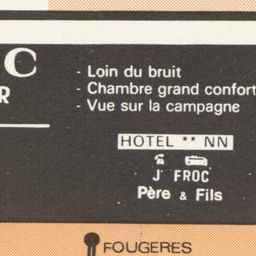 C
R
- Loin du bruit
- Chambre grand confort
- Vue sur la campagne
HOTEL ** NN
J. FROC
Père & Fils
FOUGERES